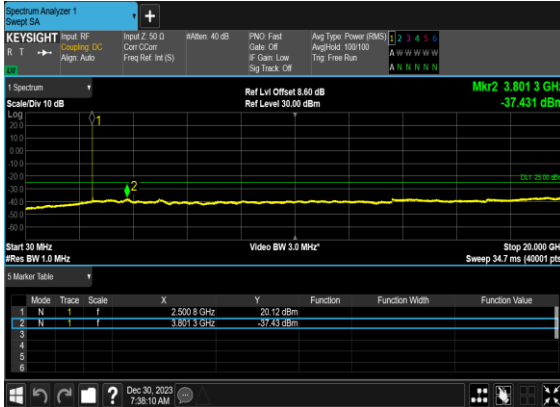 Spectrum Analyzer 1
Swept SA
+
KEYSIGHT
R T
LXI
Input: RF
Coupling: DC
Align: Auto
Input Z: 50 Ω
Corr CCorr
Freq Ref: Int (S)
#Atten: 40 dB
PNO: Fast
Gate: Off
IF Gain: Low
Sig Track: Off
Avg Type: Power (RMS)
Avg|Hold: 100/100
Trig: Free Run
1 2 3 4 5 6
A W W W W W
A N N N N N
1 Spectrum
Scale/Div 10 dB
Ref Lvl Offset 8.60 dB
Ref Level 30.00 dBm
Mkr2 3.801 3 GHz
-37.431 dBm
Log
20.0
10.0
0.00
-10.0
-20.0
-30.0
-40.0
-50.0
-60.0
1
2
DL1 -25.00 dBm
Start 30 MHz
#Res BW 1.0 MHz
Video BW 3.0 MHz*
Stop 20.000 GHz
Sweep 34.7 ms (40001 pts)
5 Marker Table
Mode Trace Scale X Y Function Function Width Function Value
1 N 1 f 2.500 8 GHz 20.12 dBm
2 N 1 f 3.801 3 GHz -37.43 dBm
3
4
5
6
?
Dec 30, 2023
7:38:10 AM